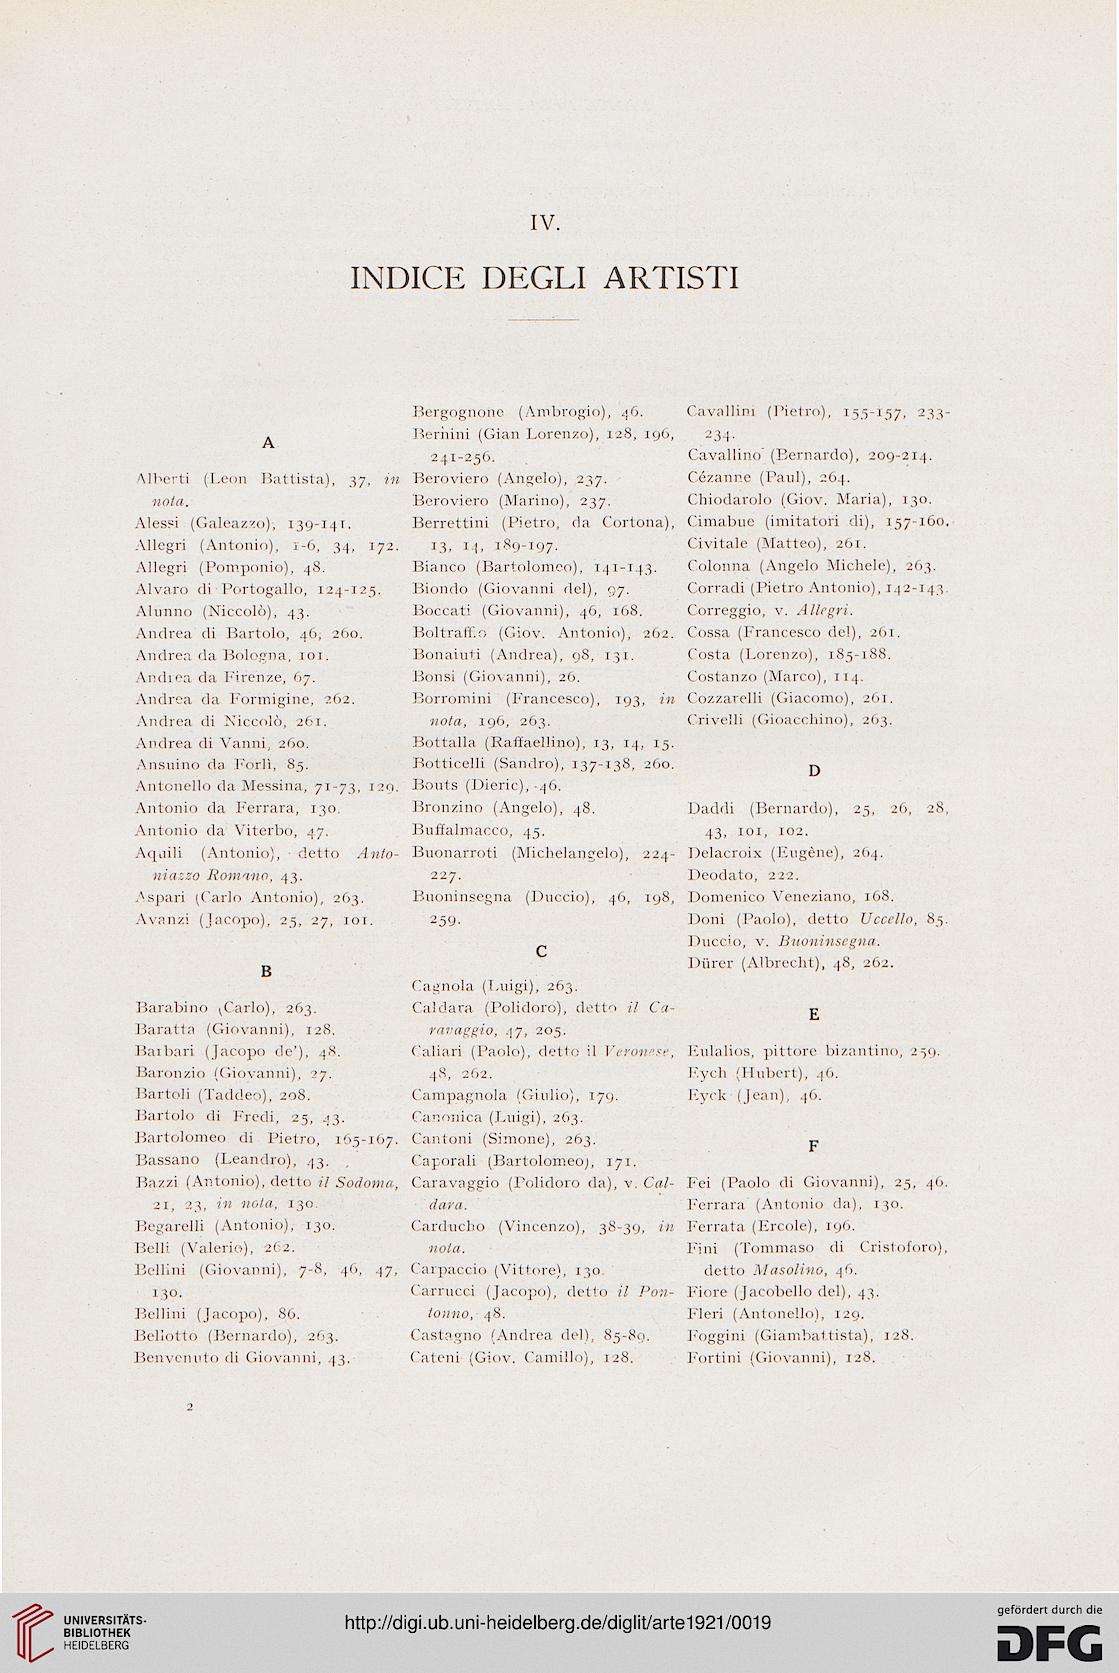 IV.
INDICE DEGLI ARTISTI
A
Alberti (Leon Battista), 37, in
nota.
Alessi (Galeazzo), 139-141.
Allegri (Antonio), 1-6, 34, 172.
Allegri (Pomponio), 48.
Alvaro di Portogallo, 124-125.
Alunno (Niccolò), 43.
Andrea di Bartolo, 46, 260.
Andrea da Bologna, 101.
Andrea da Firenze, 67.
Andrea da Formigine, 262.
Andrea di Niccolò, 261.
Andrea di Vanni, 260.
Ansuino da Forlì, 85.
Antonello da Messina, 71-73, 129.
Antonio da Ferrara, 130.
Antonio da Viterbo, 47.
Aquili (Antonio), detto Anto-
niazzo Romano, 43.
Aspari (Carlo Antonio), 263.
Avanzi (Jacopo), 25, 27, 101.
B
Barabino (Carlo), 263.
Baratta (Giovanni), 128.
Barbari (Jacopo de'), 48.
Baronzio (Giovanni), 27.
Bartoli (Taddeo), 208.
Bartolo di Fredi, 25, 43.
Bartolomeo di Pietro, 165-167.
Bassano (Leandro), 43.
Bazzi (Antonio), detto il Sodoma,
21, 23, in nota, 130.
Begarelli (Antonio), 130.
Belli (Valerio), 262.
Bellini (Giovanni), 7-8, 46, 47,
130.
Bellini (Jacopo), 86.
Bellotto (Bernardo), 263.
Benvenuto di Giovanni, 43.
Bergognone (Ambrogio), 46.
Bernini (Gian Lorenzo), 128, 196,
241-256.
Beroviero (Angelo), 237.
Beroviero (Marino), 237.
Berrettini (Pietro, da Cortona),
13, 14, 189-197.
Bianco (Bartolomeo), 141-143.
Biondo (Giovanni del), 97.
Boccati (Giovanni), 46, 168.
Boltraffio (Giov. Antonio), 262.
Bonaiuti (Andrea), 98, 131.
Bonsi (Giovanni), 26.
Borromini (Francesco), 193, in
nota, 196, 263.
Bottalla (Raffaellino), 13, 14, 15.
Botticelli (Sandro), 137-138, 260.
Bouts (Dieric), 46.
Bronzino (Angelo), 48.
Buffalmacco, 45.
Buonarroti (Michelangelo), 224-
227.
Buoninsegna (Duccio), 46, 198,
259.
C
Cagnola (Luigi), 263.
Caldara (Polidoro), detto il Ca-
ravaggio, 47, 205.
Caliari (Paolo), detto il Veronese,
48, 262.
Campagnola (Giulio), 179.
Canonica (Luigi), 263.
Cantoni (Simone), 263.
Caporali (Bartolomeo), 171.
Caravaggio (Polidoro da), v. Cal-
dara.
Carducho (Vincenzo), 38-39, in
nota.
Carpaccio (Vittore), 130.
Carrucci (Jacopo), detto il Pon-
tonno, 48.
Castagno (Andrea del), 85-89.
Cateni (Giov. Camillo), 128.
Cavallini (Pietro), 155-157, 233-
234.
Cavallino (Bernardo), 209-214.
Cézanne (Paul), 264.
Chiodarolo (Giov. Maria), 130.
Cimabue (imitatori di), 157-160.
Civitale (Matteo), 261.
Colonna (Angelo Michele), 263.
Corradi (Pietro Antonio), 142-143.
Correggio, v. Allegri.
Cossa (Francesco del), 261.
Costa (Lorenzo), 185-188.
Costanzo (Marco), 114.
Cozzarelli (Giacomo), 261.
Crivelli (Gioacchino), 263.
D
Daddi (Bernardo), 25, 26, 28,
43, 101, 102.
Delacroix (Eugène), 264.
Deodato, 222.
Domenico Veneziano, 168.
Doni (Paolo), detto Uccello, 85.
Duccio, v. Buoninsegna.
Dürer (Albrecht), 48, 262.
E
Eulalios, pittore bizantino, 259.
Eych (Hubert), 46.
Eyck (Jean), 46.
F
Fei (Paolo di Giovanni), 25, 46.
Ferrara (Antonio da), 130.
Ferrata (Ercole), 196.
Fini (Tommaso di Cristoforo),
detto Masolino, 46.
Fiore (Jacobello del), 43.
Fleri (Antonello), 129.
Foggini (Giambattista), 128.
Fortini (Giovanni), 128.
2
UNIVERSITÄTS-
BIBLIOTHEK
HEIDELBERG
http://digi.ub.uni-heidelberg.de/diglit/arte1921/0019
gefördert durch die
DFG